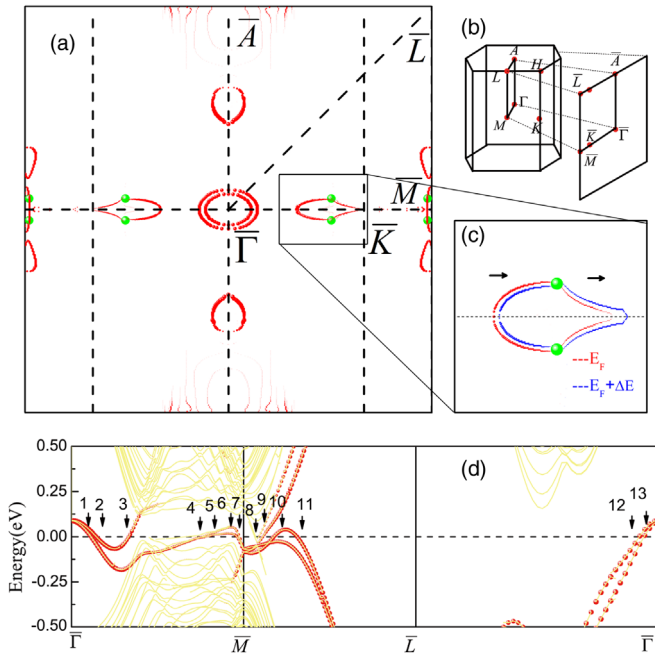 (a)
A̅
L̅
M̅
Γ̅
K̅
(b)
A
L
H
Γ
M
K
A̅
L̅
K̅
Γ̅
M̅
(c)
---E_F
---E_F+ΔE
(d)
Energy(eV)
0.50
0.25
0.00
-0.25
-0.50
1 2 3 4 5 6 7 8 9 10 11 12 13
Γ̅ M̅ L̅ Γ̅